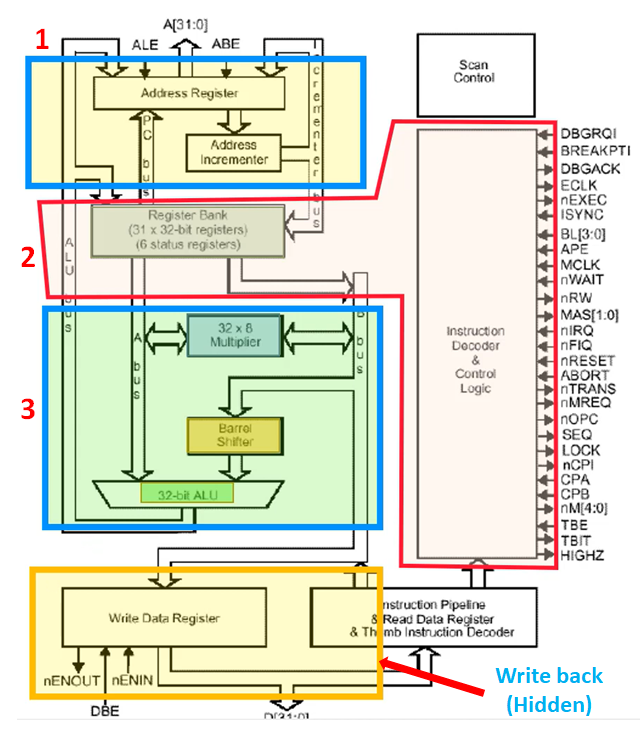 A[31:0]
1
ALE
ABE
Incrementer bus
Scan
Control
Address Register
PC bus
Address
Incrementer
DBGRQI
BREAKPTI
DBGACK
ECLK
nEXEC
ISYNC
BL[3:0]
APE
MCLK
nWAIT
nRW
MAS[1:0]
nIRQ
nFIQ
nRESET
ABORT
nTRANS
nMREQ
nOPC
SEQ
LOCK
nCPI
CPA
CPB
nM[4:0]
TBE
TBIT
HIGHZ
2
Register Bank
(31 x 32-bit registers)
(6 status registers)
ALU bus
Instruction
Decoder
&
Control
Logic
3
A bus
32 x 8
Multiplier
bus
Barrel
Shifter
32-bit ALU
Write Data Register
Instruction Pipeline
& Read Data Register
& Thumb Instruction Decoder
nENOUT
nENIN
DBE
D[31:0]
Write back
(Hidden)